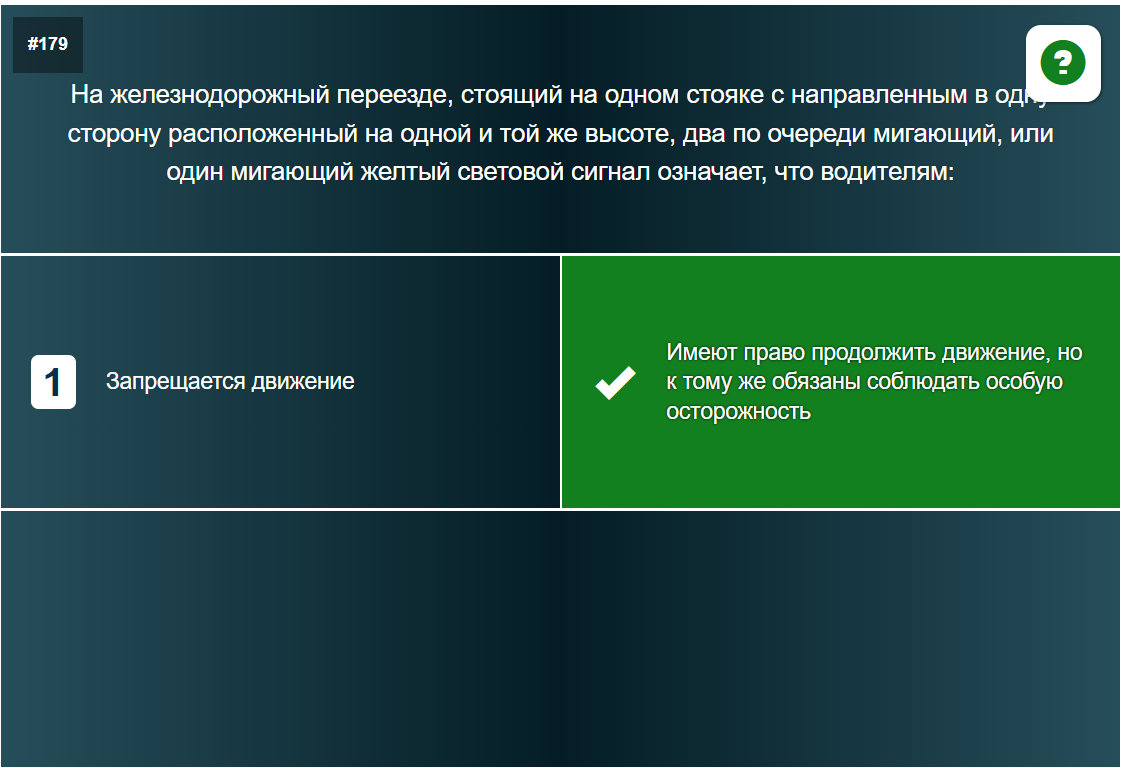 #179
?
На железнодорожный переезде, стоящий на одном стояке с направленным в одну
сторону расположенный на одной и той же высоте, два по очереди мигающий, или
один мигающий желтый световой сигнал означает, что водителям:
1
Запрещается движение
Имеют право продолжить движение, но
к тому же обязаны соблюдать особую
осторожность